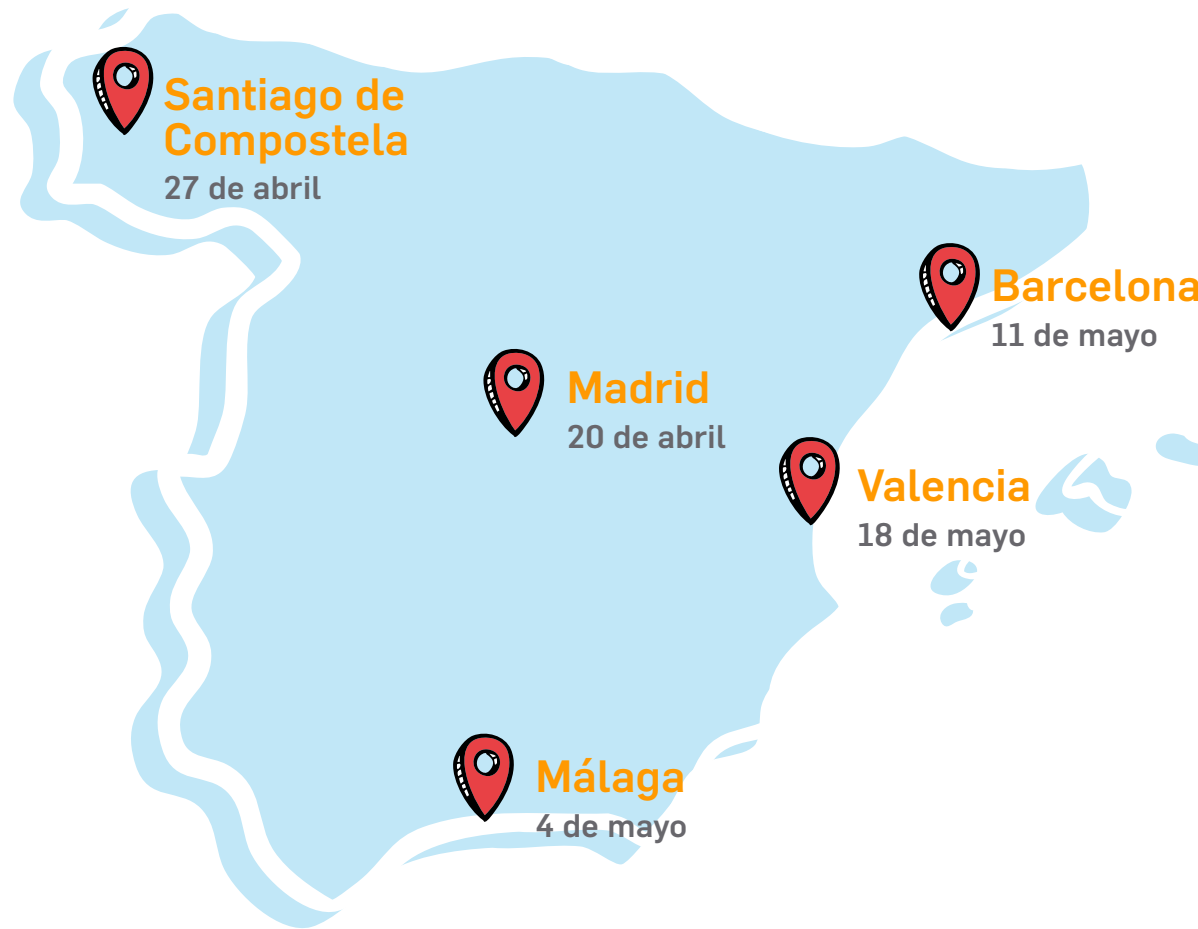 Santiago de
Compostela
27 de abril
Barcelona
11 de mayo
Madrid
20 de abril
Valencia
18 de mayo
Málaga
4 de mayo